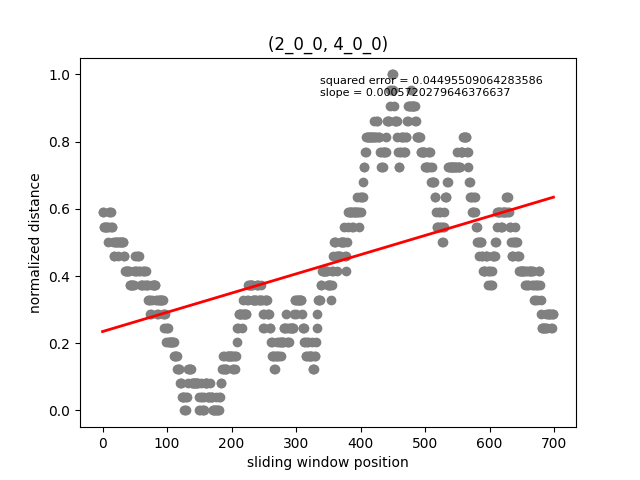 (2_0_0, 4_0_0)
squared error = 0.04495509064283586
slope = 0.0005720279646376637
1.0
0.8
0.6
0.4
0.2
0.0
normalized distance
0 100 200 300 400 500 600 700
sliding window position